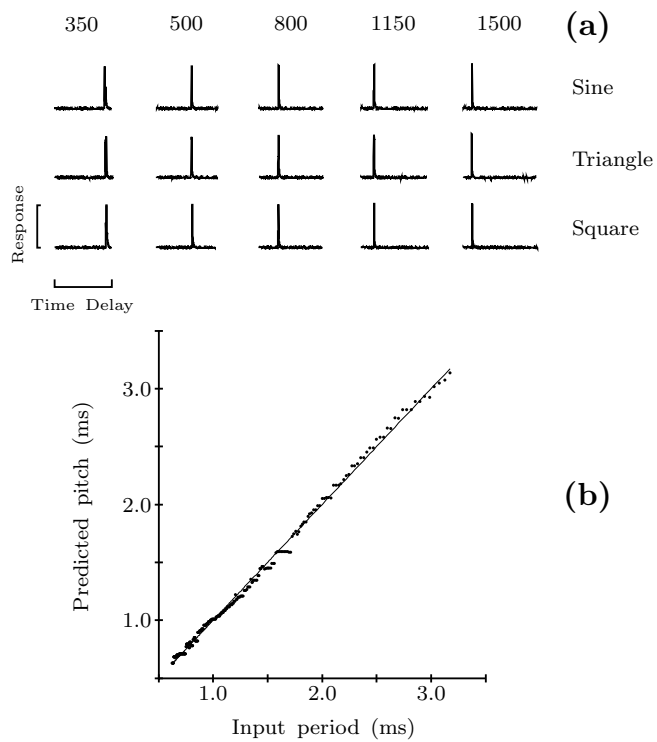 350 500 800 1150 1500 (a)
Sine
Triangle
Square
Response
Time Delay
3.0
2.0
1.0
Predicted pitch (ms)
(b)
1.0 2.0 3.0
Input period (ms)